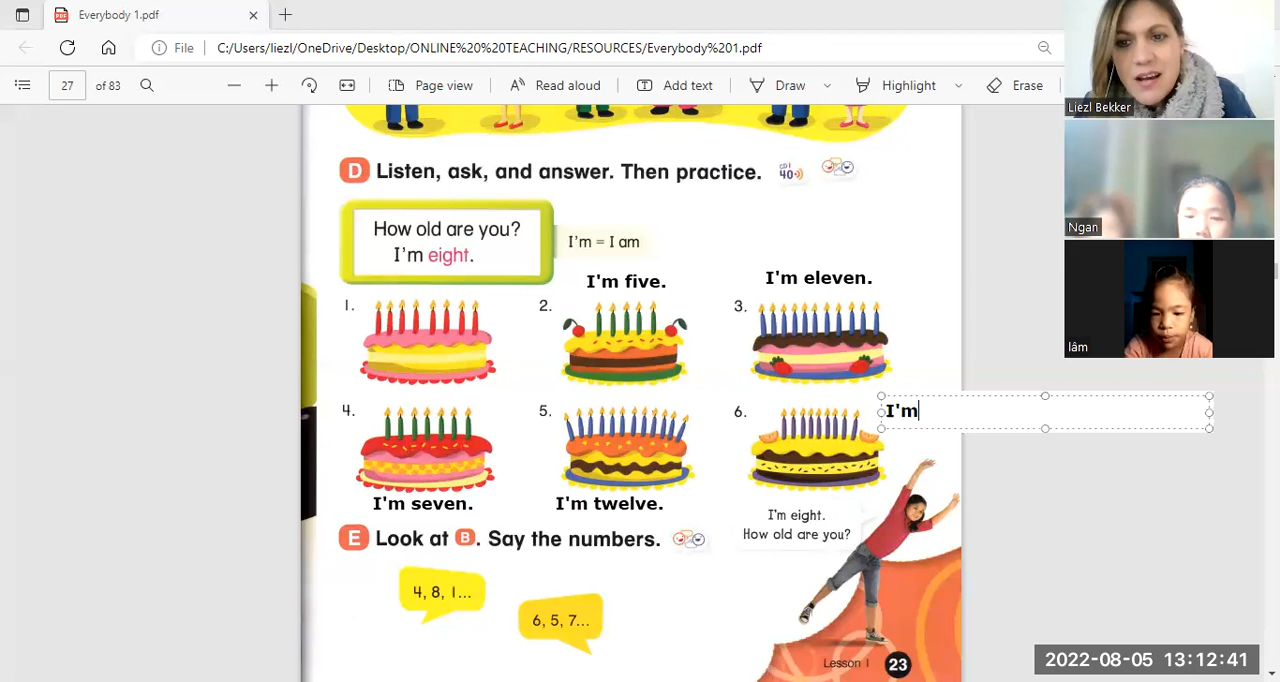 Everybody 1.pdf
File
C:/Users/liezl/OneDrive/Desktop/ONLINE%20%20TEACHING/RESOURCES/Everybody%201.pdf
27 of 83
Page view
Read aloud
Add text
Draw
Highlight
Erase
Liezl Bekker
Ngan
lâm
D Listen, ask, and answer. Then practice.
CD1
40
How old are you?
I'm eight.
I'm = I am
I'm five.
I'm eleven.
1.
2.
3.
4.
5.
6.
I'm
I'm seven.
I'm twelve.
I'm eight.
How old are you?
E Look at B. Say the numbers.
4, 8, 1...
6, 5, 7...
Lesson 1 23
2022-08-05 13:12:41